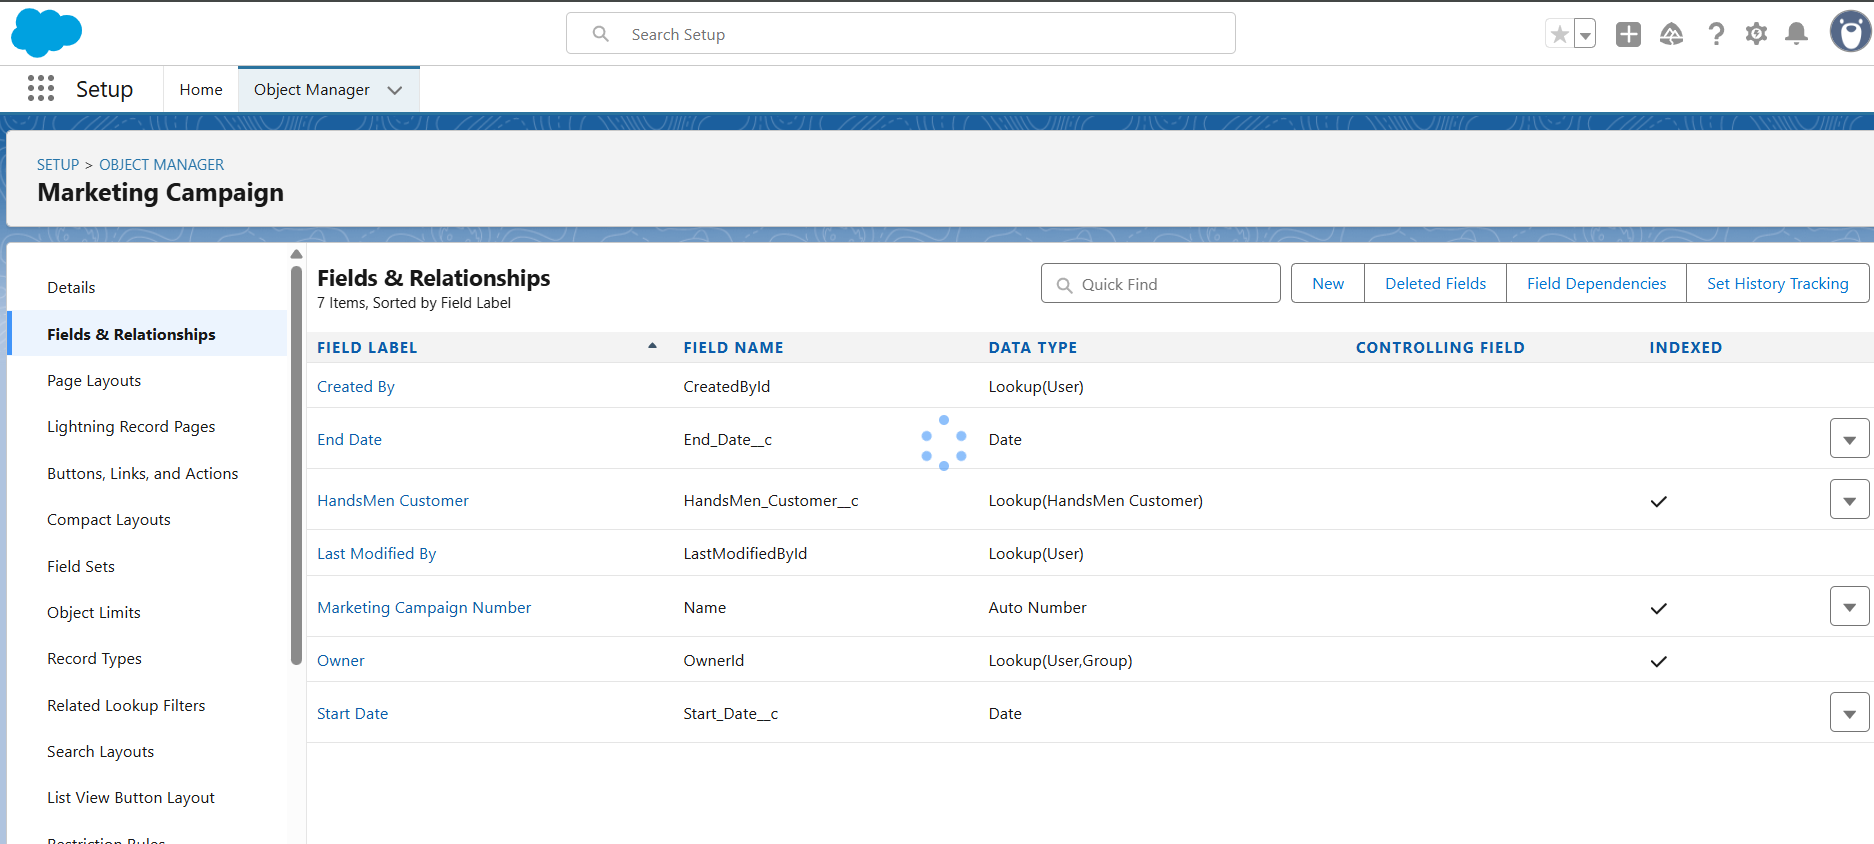 Search Setup
Setup
Home
Object Manager
SETUP > OBJECT MANAGER
Marketing Campaign
Details
Fields & Relationships
Page Layouts
Lightning Record Pages
Buttons, Links, and Actions
Compact Layouts
Field Sets
Object Limits
Record Types
Related Lookup Filters
Search Layouts
List View Button Layout
Restriction Rules
Fields & Relationships
7 Items, Sorted by Field Label
Quick Find
New
Deleted Fields
Field Dependencies
Set History Tracking
FIELD LABEL FIELD NAME DATA TYPE CONTROLLING FIELD INDEXED
Created By CreatedById Lookup(User)
End Date End_Date__c Date
HandsMen Customer HandsMen_Customer__c Lookup(HandsMen Customer)
Last Modified By LastModifiedById Lookup(User)
Marketing Campaign Number Name Auto Number
Owner OwnerId Lookup(User,Group)
Start Date Start_Date__c Date